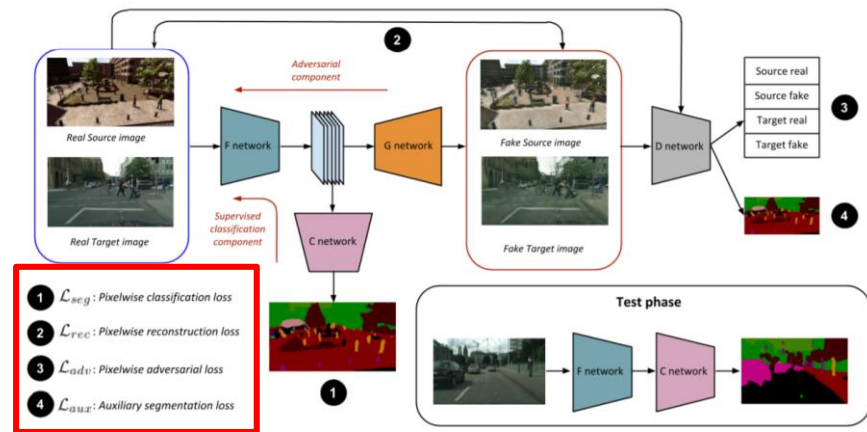 2
Adversarial component
Real Source image
F network
G network
Fake Source image
D network
Source real
Source fake
Target real
Target fake
3
Real Target image
Supervised classification component
C network
Fake Target image
4
1 ℒseg : Pixelwise classification loss
2 ℒrec : Pixelwise reconstruction loss
3 ℒadv : Pixelwise adversarial loss
4 ℒaux : Auxiliary segmentation loss
1
Test phase
F network
C network